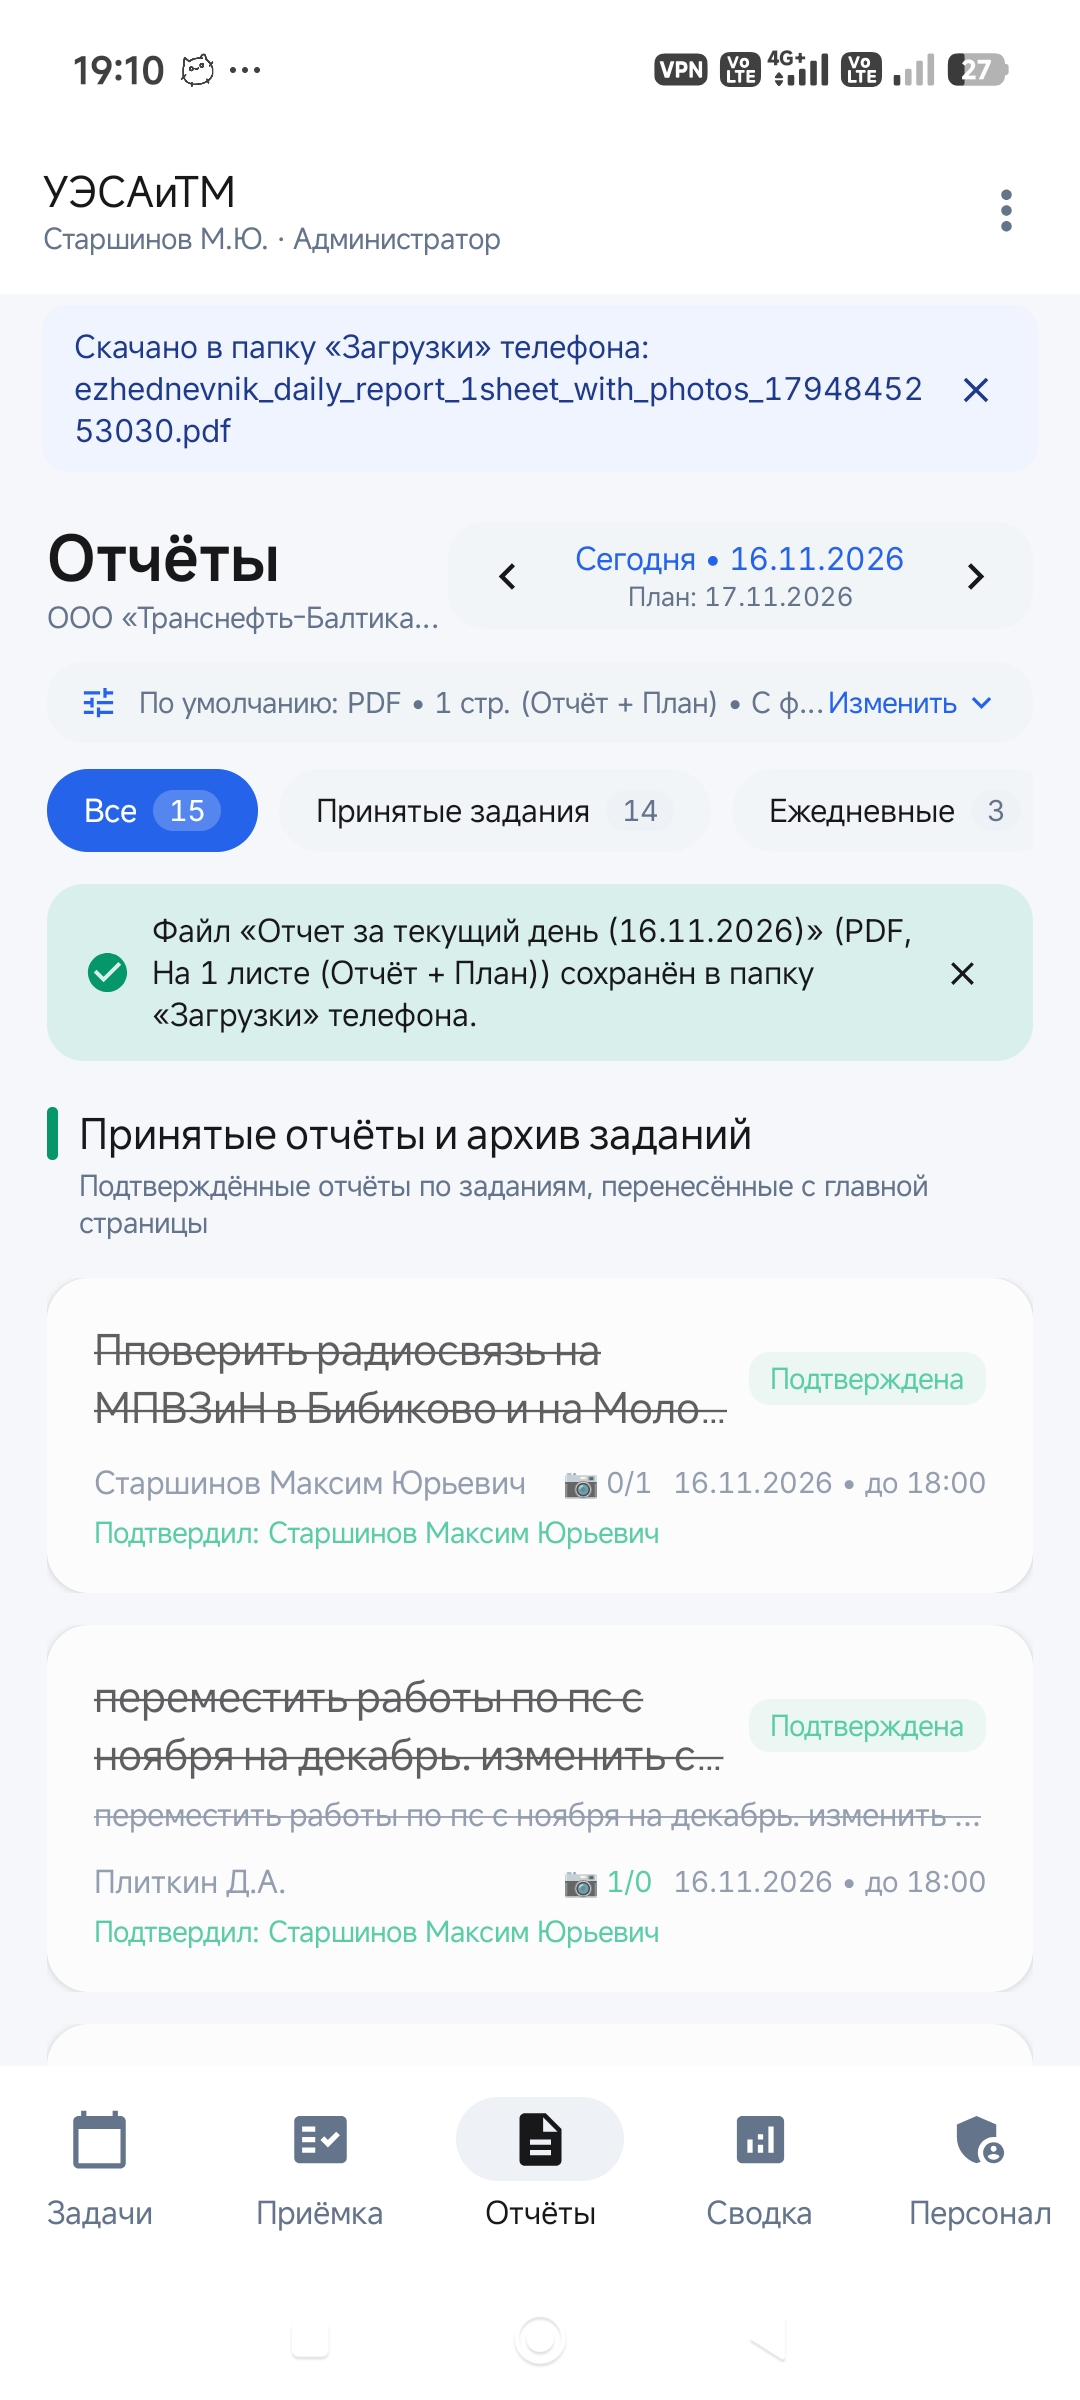 19:10
VPN
Vo LTE
4G+
Vo LTE
27
УЭСАиТМ
Старшинов М.Ю. · Администратор
Скачано в папку «Загрузки» телефона:
ezhednevnik_daily_report_1sheet_with_photos_17948452
53030.pdf
Отчёты
ООО «Транснефть-Балтика...
Сегодня • 16.11.2026
План: 17.11.2026
По умолчанию: PDF • 1 стр. (Отчёт + План) • С ф... Изменить
Все 15
Принятые задания 14
Ежедневные 3
Файл «Отчет за текущий день (16.11.2026)» (PDF,
На 1 листе (Отчёт + План)) сохранён в папку
«Загрузки» телефона.
Принятые отчёты и архив заданий
Подтверждённые отчёты по заданиям, перенесённые с главной
страницы
Пповерить радиосвязь на
МПВЗиН в Бибиково и на Моло...
Подтверждена
Старшинов Максим Юрьевич 0/1 16.11.2026 • до 18:00
Подтвердил: Старшинов Максим Юрьевич
переместить работы по пс с
ноября на декабрь. изменить с...
Подтверждена
переместить работы по пс с ноября на декабрь. изменить ...
Плиткин Д.А. 1/0 16.11.2026 • до 18:00
Подтвердил: Старшинов Максим Юрьевич
Задачи
Приёмка
Отчёты
Сводка
Персонал